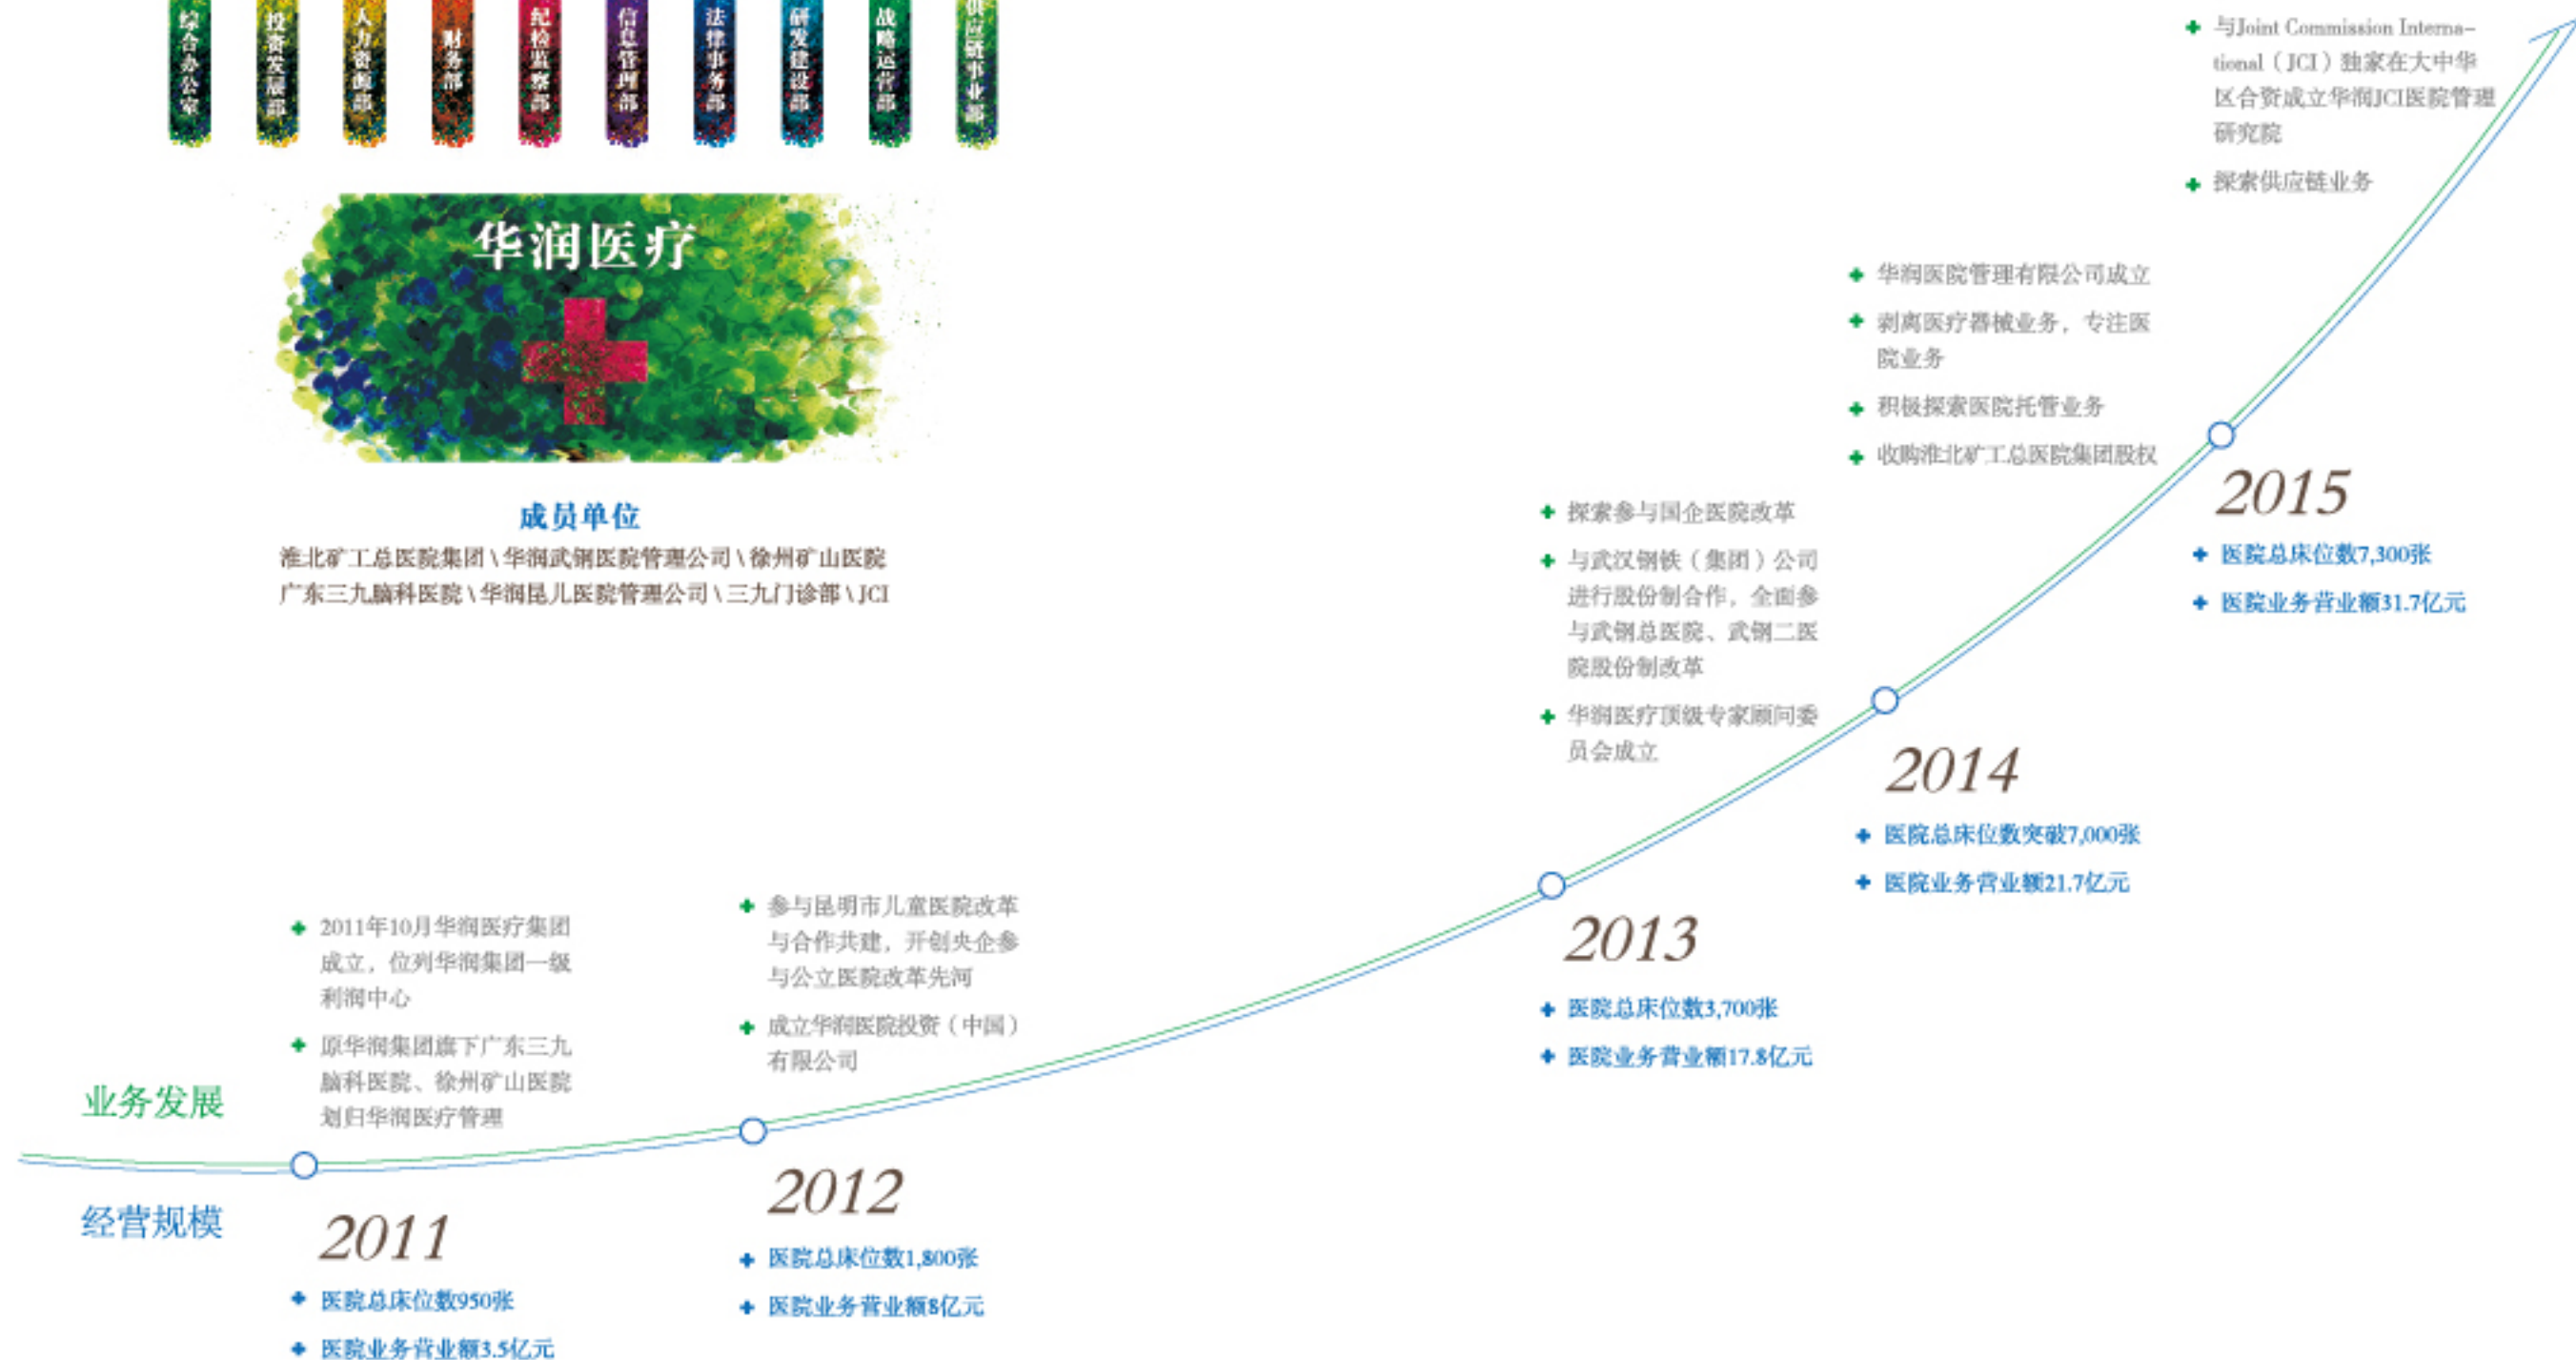 综合办公室
投资发展部
人力资源部
财务部
纪检监察部
信息管理部
法律事务部
研发建设部
战略运营部
供应链事业部
华润医疗
成员单位
淮北矿工总医院集团\华润武钢医院管理公司\徐州矿山医院
广东三九脑科医院\华润昆儿医院管理公司\三九门诊部\JCI
业务发展
经营规模
2011年10月华润医疗集团
成立，位列华润集团一级
利润中心
原华润集团旗下广东三九
脑科医院、徐州矿山医院
划归华润医疗管理
2011
医院总床位数950张
医院业务营业额3.5亿元
参与昆明市儿童医院改革
与合作共建，开创央企参
与公立医院改革先河
成立华润医院投资（中国）
有限公司
2012
医院总床位数1,800张
医院业务营业额8亿元
探索参与国企医院改革
与武汉钢铁（集团）公司
进行股份制合作，全面参
与武钢总医院、武钢二医
院股份制改革
华润医疗顶级专家顾问委
员会成立
2013
医院总床位数3,700张
医院业务营业额17.8亿元
华润医院管理有限公司成立
剥离医疗器械业务，专注医
院业务
积极探索医院托管业务
收购淮北矿工总医院集团股权
2014
医院总床位数突破7,000张
医院业务营业额21.7亿元
与Joint Commission Interna-
tional（JCI）独家在大中华
区合资成立华润JCI医院管理
研究院
探索供应链业务
2015
医院总床位数7,300张
医院业务营业额31.7亿元